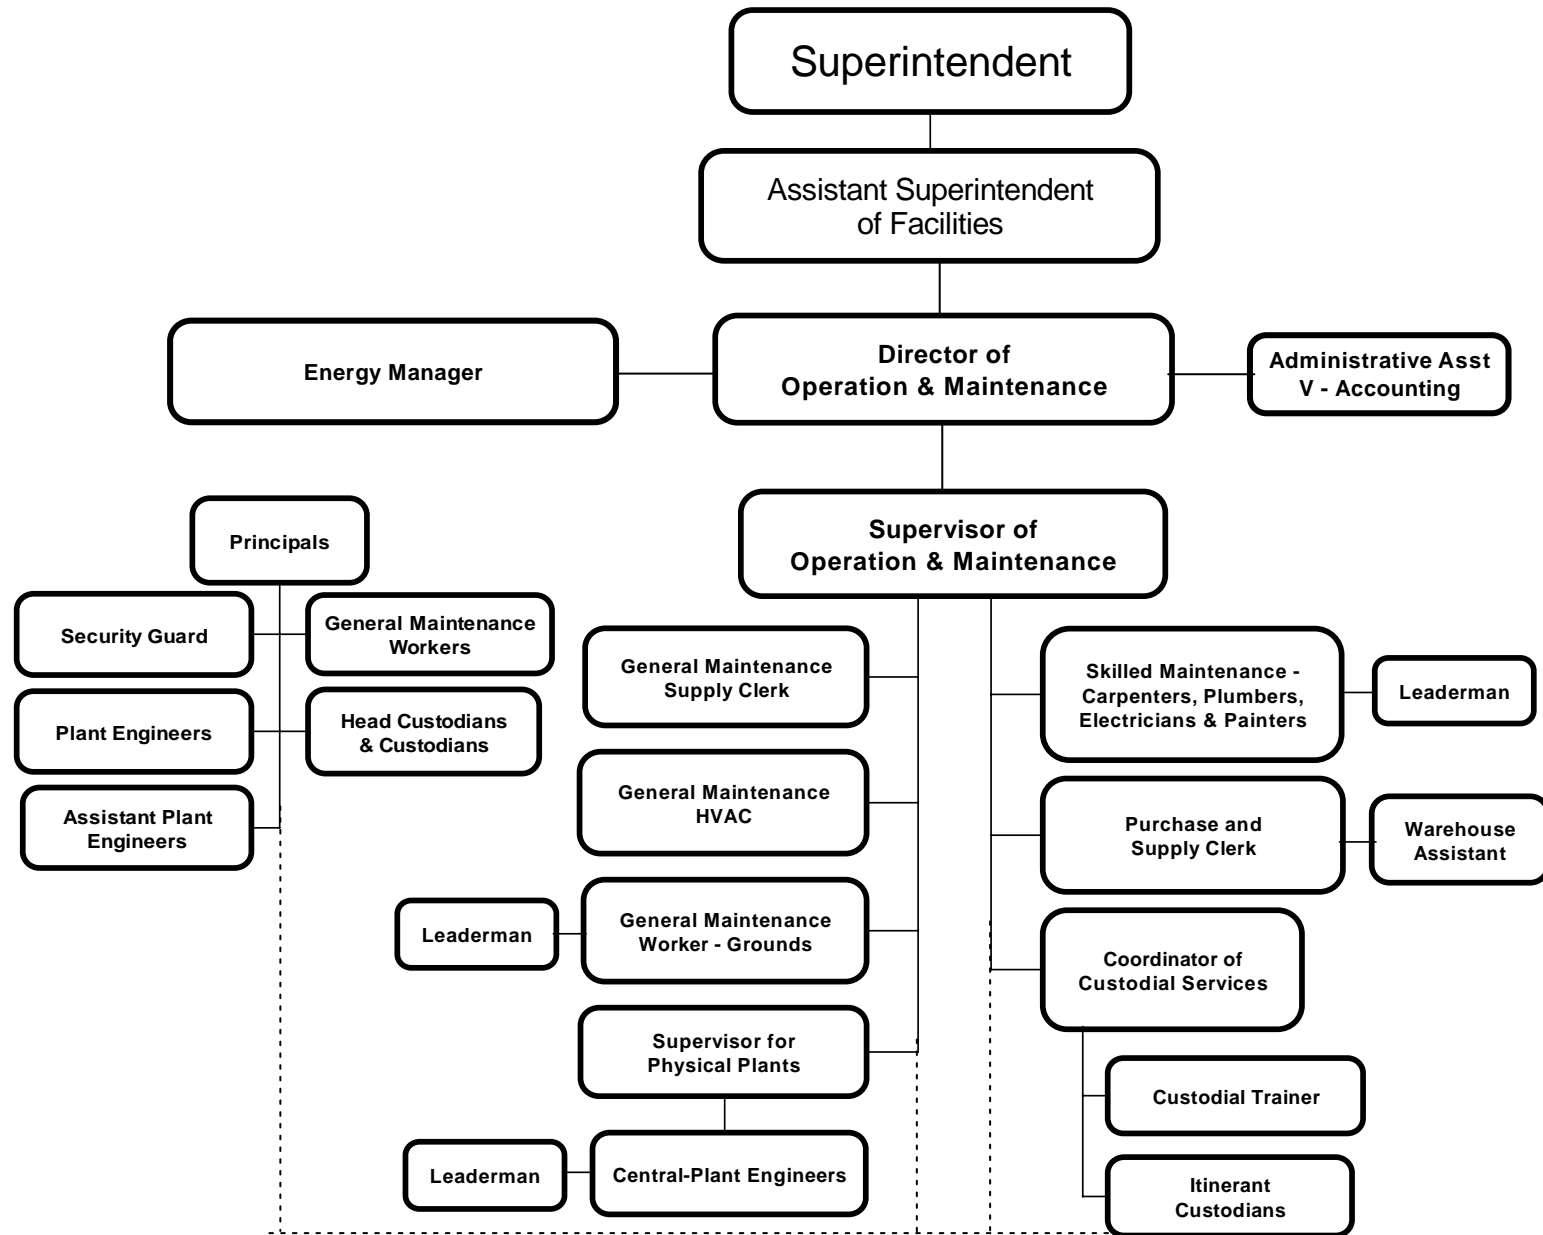 Superintendent
Assistant Superintendent
of Facilities
Energy Manager
Director of
Operation & Maintenance
Administrative Asst
V - Accounting
Supervisor of
Operation & Maintenance
Principals
Security Guard
General Maintenance
Workers
Plant Engineers
Head Custodians
& Custodians
Assistant Plant
Engineers
General Maintenance
Supply Clerk
General Maintenance
HVAC
Leaderman
General Maintenance
Worker - Grounds
Supervisor for
Physical Plants
Leaderman
Central-Plant Engineers
Skilled Maintenance -
Carpenters, Plumbers,
Electricians & Painters
Leaderman
Purchase and
Supply Clerk
Warehouse
Assistant
Coordinator of
Custodial Services
Custodial Trainer
Itinerant
Custodians